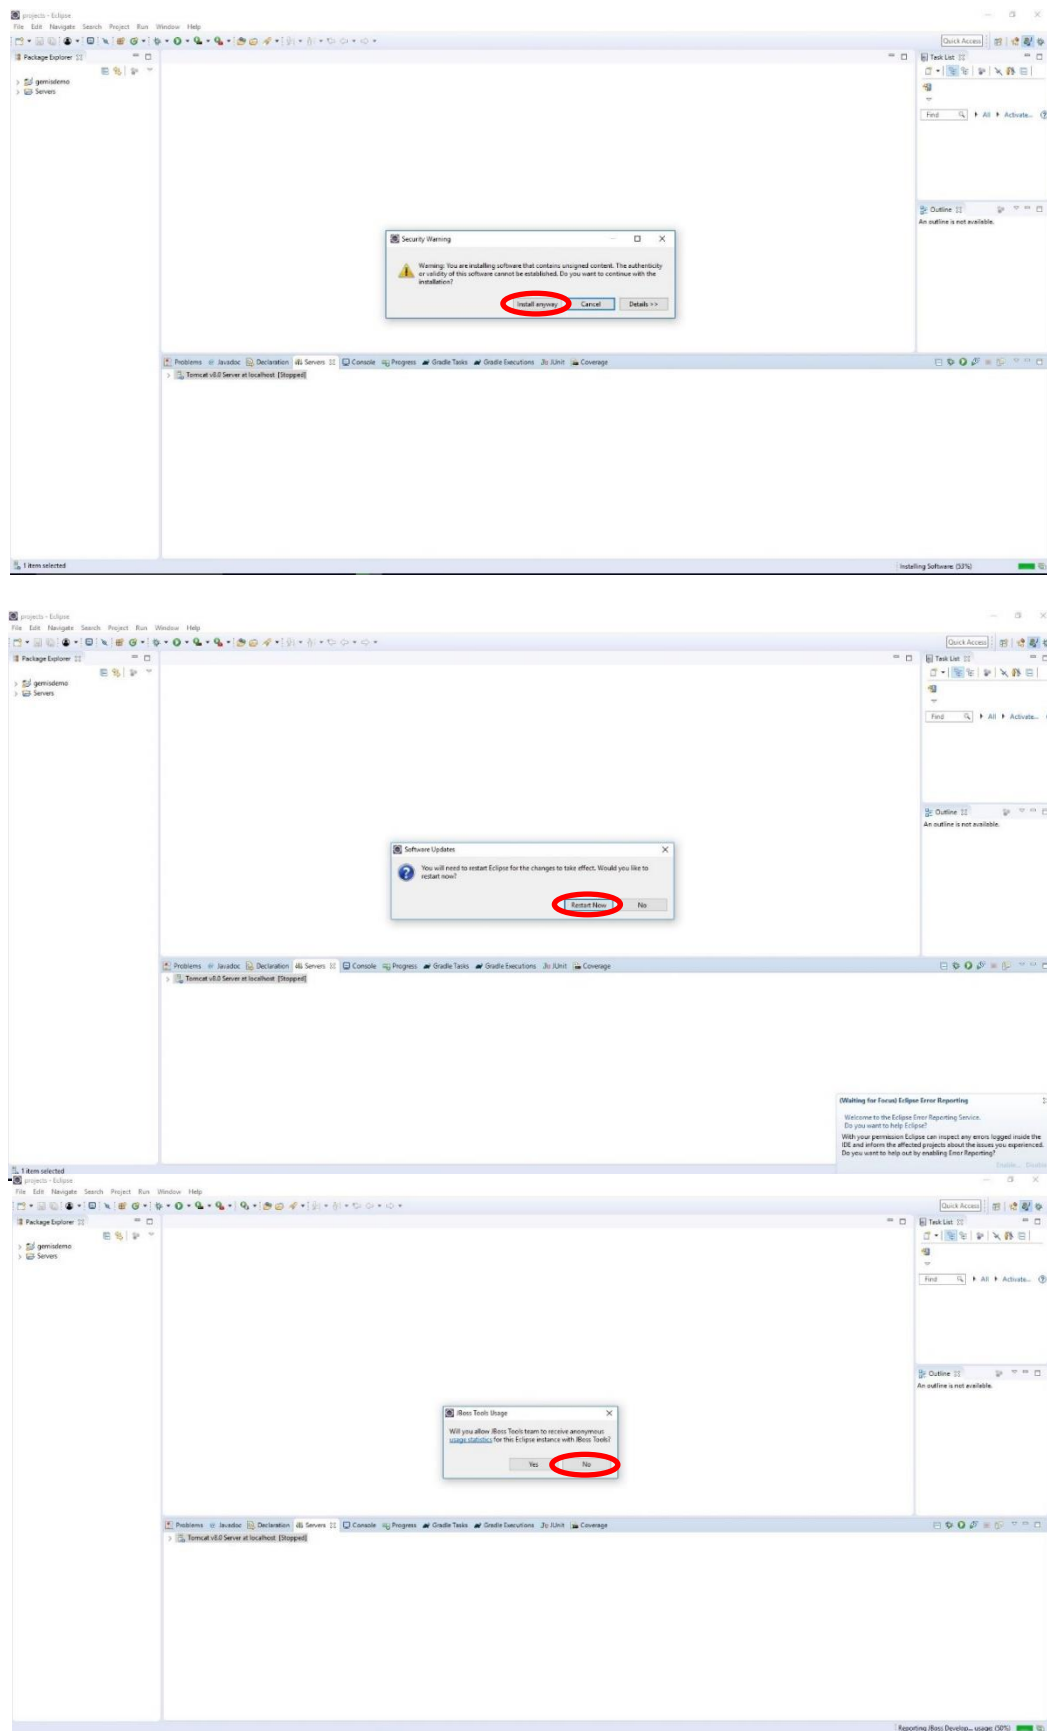 projects - Eclipse
File Edit Navigate Search Project Run Window Help
Quick Access
Package Explorer
Task List
gemisdemo
Servers
Find All Activate...
Outline
An outline is not available.
Security Warning
Warning: You are installing software that contains unsigned content. The authenticity
or validity of this software cannot be established. Do you want to continue with the
installation?
Install anyway Cancel Details >>
Problems Javadoc Declaration Servers Console Progress Gradle Tasks Gradle Executions JUnit Coverage
Tomcat v8.0 Server at localhost [Stopped]
1 item selected
Installing Software: (53%)
projects - Eclipse
File Edit Navigate Search Project Run Window Help
Quick Access
Package Explorer
Task List
gemisdemo
Servers
Find All Activate...
Outline
An outline is not available.
Software Updates
You will need to restart Eclipse for the changes to take effect. Would you like to
restart now?
Restart Now No
Problems Javadoc Declaration Servers Console Progress Gradle Tasks Gradle Executions JUnit Coverage
Tomcat v8.0 Server at localhost [Stopped]
(Waiting for Focus) Eclipse Error Reporting
Welcome to the Eclipse Error Reporting Service.
Do you want to help Eclipse?
With your permission Eclipse can inspect any errors logged inside the
IDE and inform the affected projects about the issues you experienced.
Do you want to help out by enabling Error Reporting?
Enable...
1 item selected
projects - Eclipse
File Edit Navigate Search Project Run Window Help
Quick Access
Package Explorer
Task List
gemisdemo
Servers
Find All Activate...
Outline
An outline is not available.
JBoss Tools Usage
Will you allow JBoss Tools team to receive anonymous
usage statistics for this Eclipse instance with JBoss Tools?
Yes No
Problems Javadoc Declaration Servers Console Progress Gradle Tasks Gradle Executions JUnit Coverage
Tomcat v8.0 Server at localhost [Stopped]
Reporting JBoss Develop... usage: (50%)